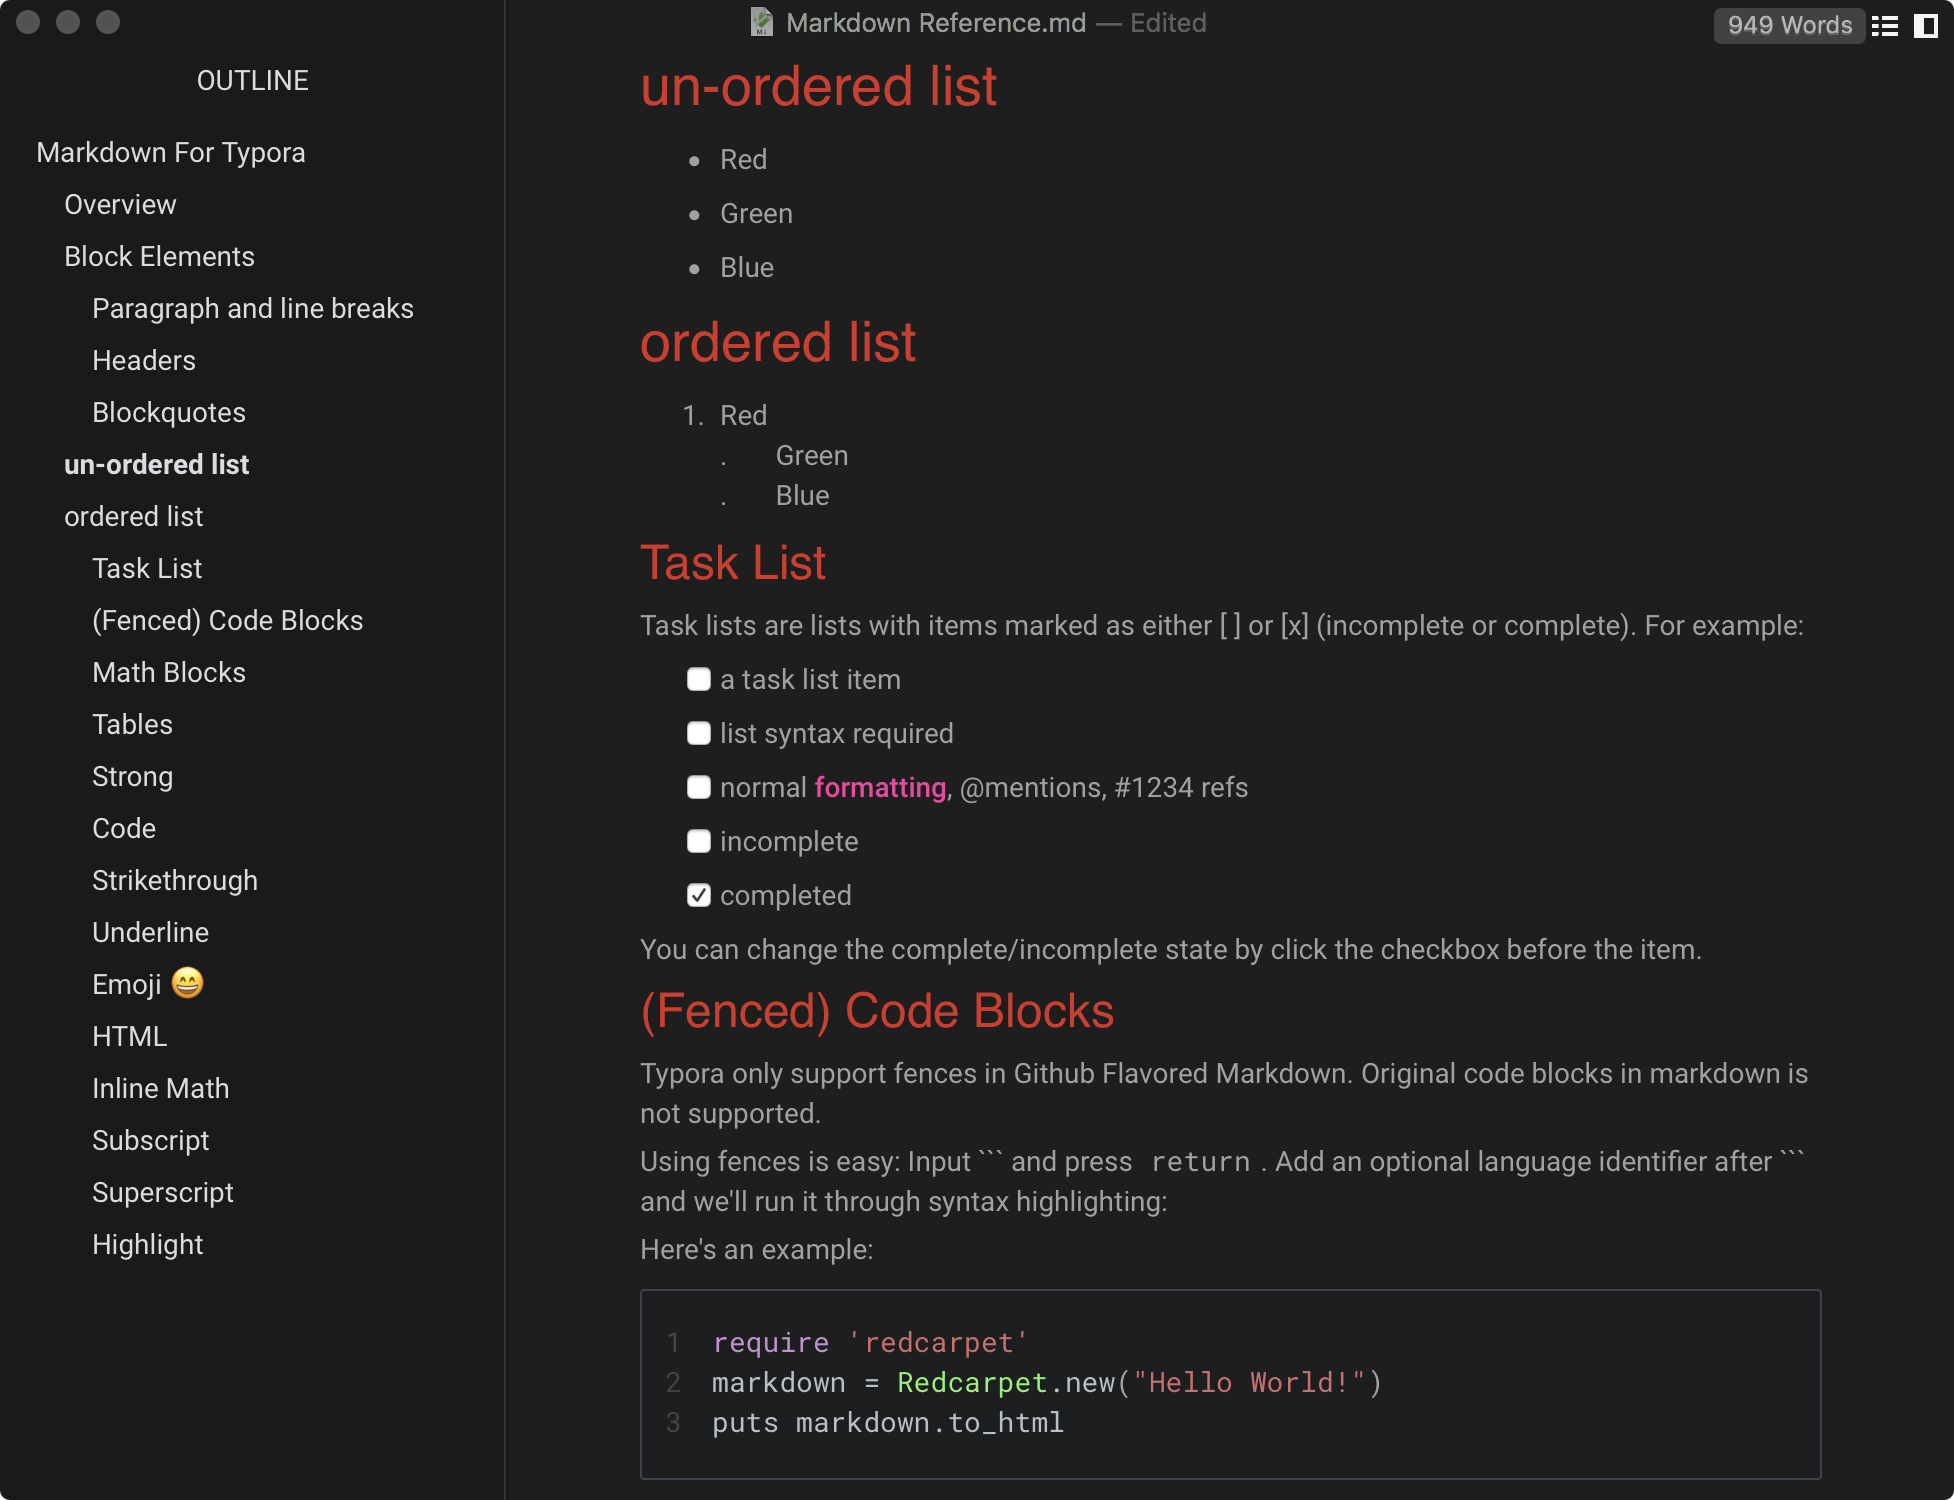 Markdown Reference.md — Edited
949 Words
OUTLINE
Markdown For Typora
Overview
Block Elements
Paragraph and line breaks
Headers
Blockquotes
un-ordered list
ordered list
Task List
(Fenced) Code Blocks
Math Blocks
Tables
Strong
Code
Strikethrough
Underline
Emoji 😄
HTML
Inline Math
Subscript
Superscript
Highlight
un-ordered list
• Red
• Green
• Blue
ordered list
1. Red
. Green
. Blue
Task List
Task lists are lists with items marked as either [ ] or [x] (incomplete or complete). For example:
a task list item
list syntax required
normal formatting, @mentions, #1234 refs
incomplete
completed
You can change the complete/incomplete state by click the checkbox before the item.
(Fenced) Code Blocks
Typora only support fences in Github Flavored Markdown. Original code blocks in markdown is
not supported.
Using fences is easy: Input ``` and press return . Add an optional language identifier after ```
and we'll run it through syntax highlighting:
Here's an example:
1 require 'redcarpet'
2 markdown = Redcarpet.new("Hello World!")
3 puts markdown.to_html